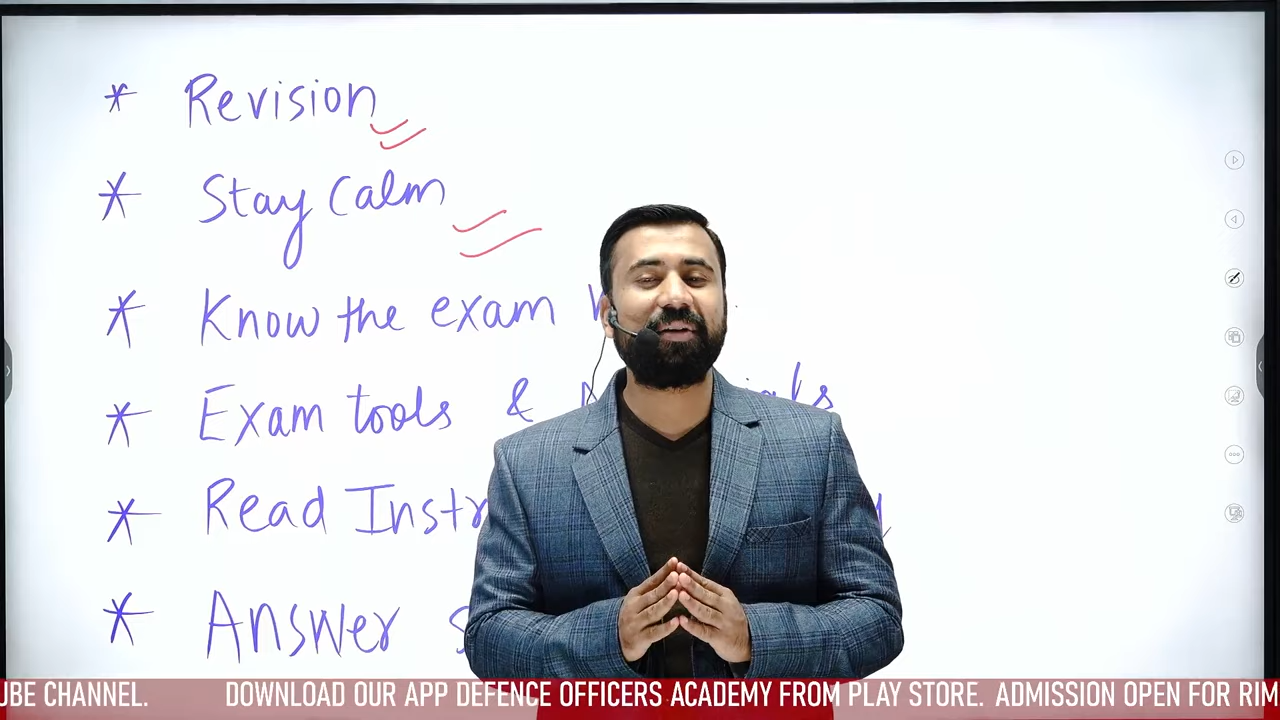 * Revision
* Stay Calm
* Know the exam
* Exam tools &
* Read
* Answer
UBE CHANNEL. DOWNLOAD OUR APP DEFENCE OFFICERS ACADEMY FROM PLAY STORE. ADMISSION OPEN FOR RIM